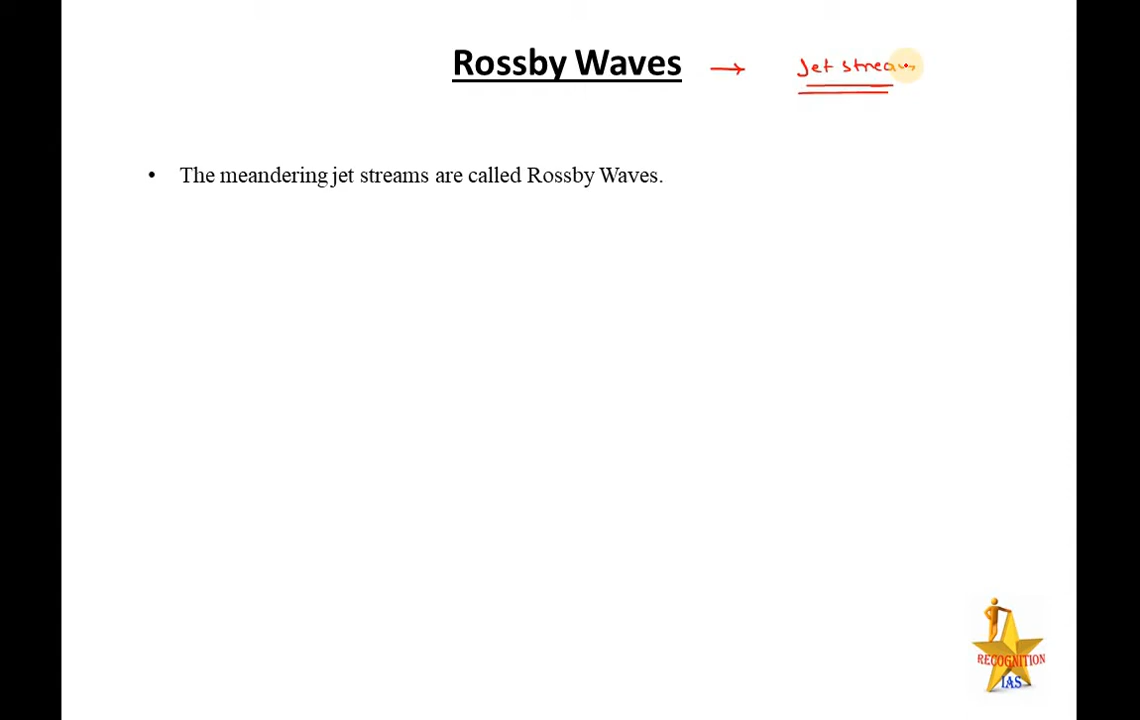 Rossby Waves → Jet stream
• The meandering jet streams are called Rossby Waves.
RECOGNITION
IAS